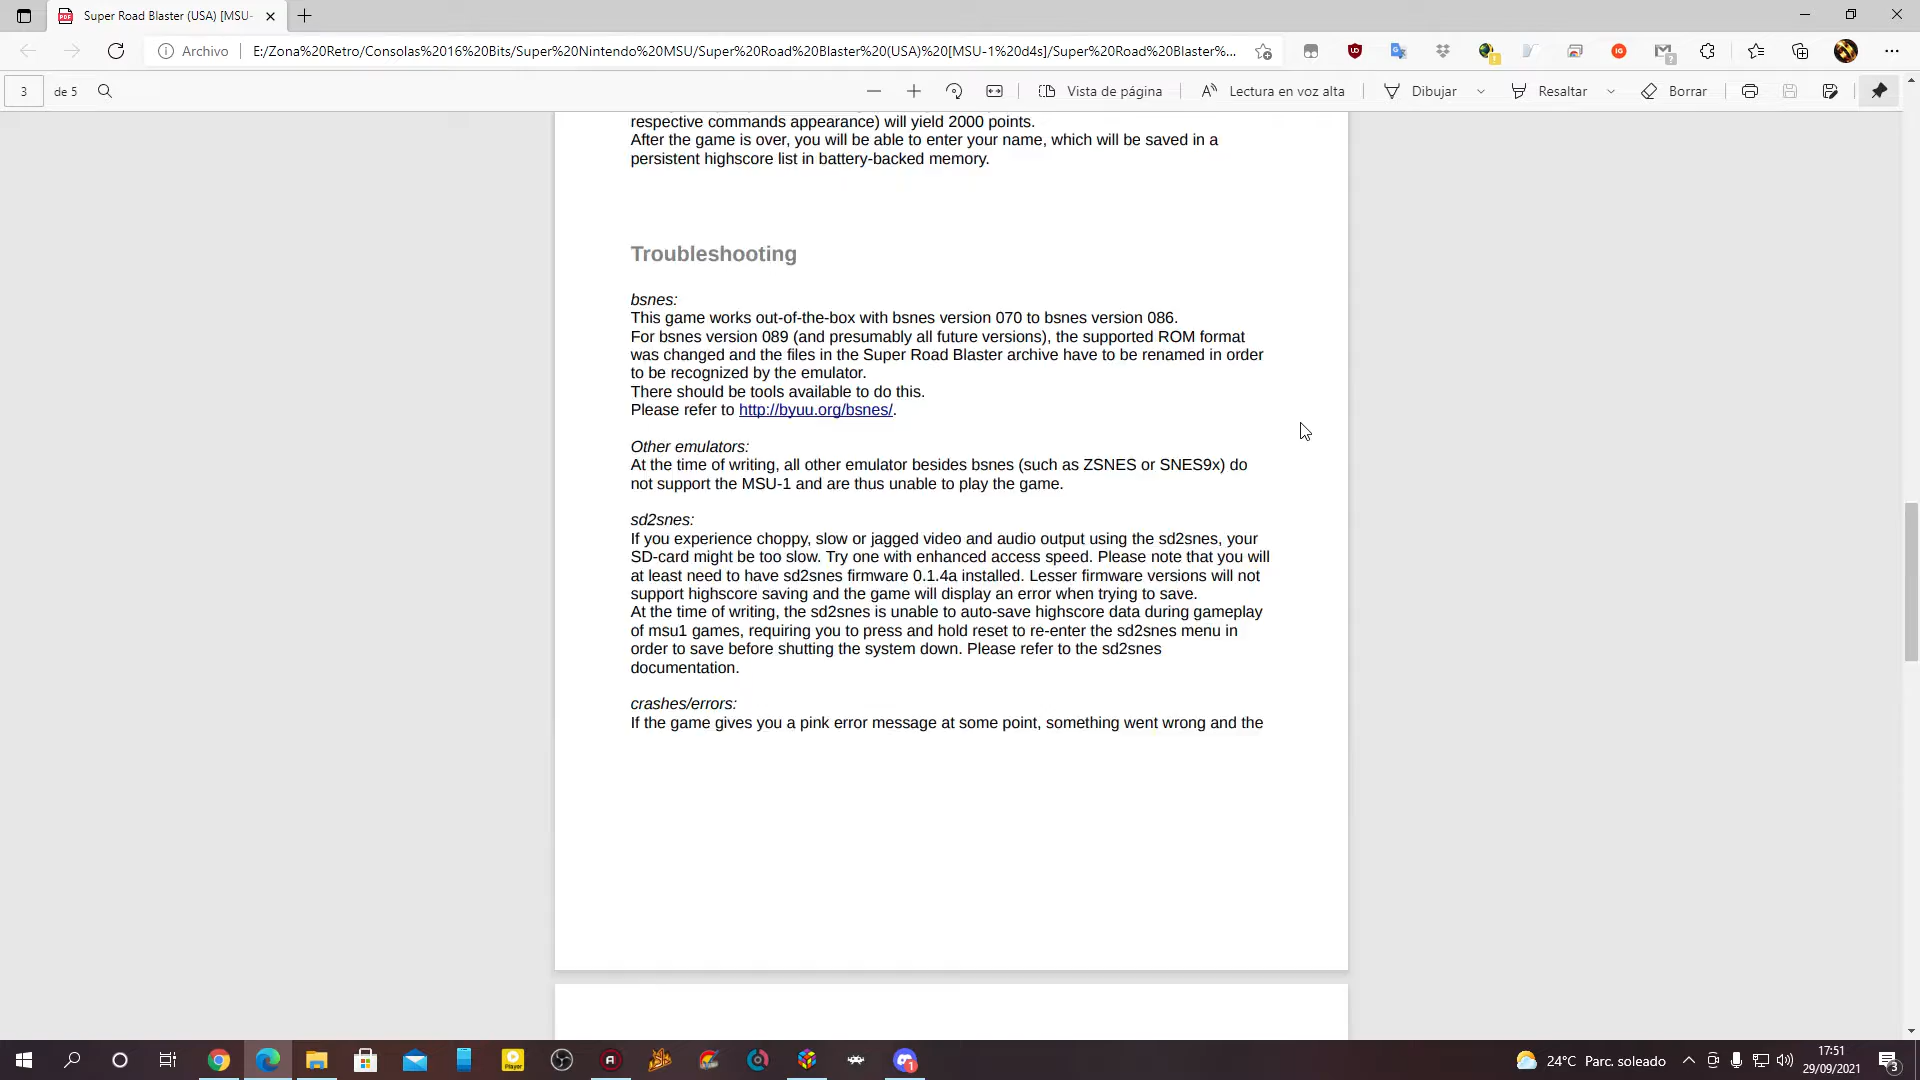 Super Road Blaster (USA) [MSU-
Archivo
E:/Zona%20Retro/Consolas%2016%20Bits/Super%20Nintendo%20MSU/Super%20Road%20Blaster%20(USA)%20[MSU-1%20d4s]/Super%20Road%20Blaster%...
3 de 5
Vista de página
Lectura en voz alta
Dibujar
Resaltar
Borrar
respective commands appearance) will yield 2000 points.
After the game is over, you will be able to enter your name, which will be saved in a
persistent highscore list in battery-backed memory.
Troubleshooting
bsnes:
This game works out-of-the-box with bsnes version 070 to bsnes version 086.
For bsnes version 089 (and presumably all future versions), the supported ROM format
was changed and the files in the Super Road Blaster archive have to be renamed in order
to be recognized by the emulator.
There should be tools available to do this.
Please refer to http://byuu.org/bsnes/.
Other emulators:
At the time of writing, all other emulator besides bsnes (such as ZSNES or SNES9x) do
not support the MSU-1 and are thus unable to play the game.
sd2snes:
If you experience choppy, slow or jagged video and audio output using the sd2snes, your
SD-card might be too slow. Try one with enhanced access speed. Please note that you will
at least need to have sd2snes firmware 0.1.4a installed. Lesser firmware versions will not
support highscore saving and the game will display an error when trying to save.
At the time of writing, the sd2snes is unable to auto-save highscore data during gameplay
of msu1 games, requiring you to press and hold reset to re-enter the sd2snes menu in
order to save before shutting the system down. Please refer to the sd2snes
documentation.
crashes/errors:
If the game gives you a pink error message at some point, something went wrong and the
Player
24°C Parc. soleado
17:51
29/09/2021
3